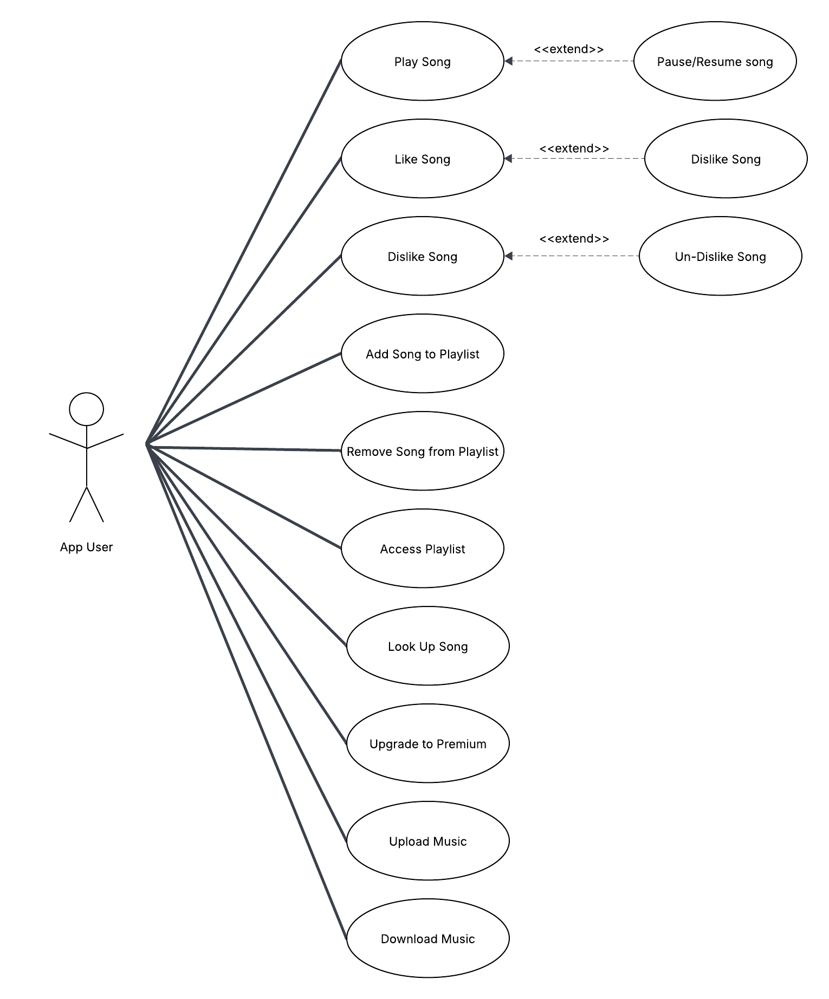 Play Song
<<extend>>
Pause/Resume song
Like Song
<<extend>>
Dislike Song
Dislike Song
<<extend>>
Un-Dislike Song
Add Song to Playlist
Remove Song from Playlist
App User
Access Playlist
Look Up Song
Upgrade to Premium
Upload Music
Download Music